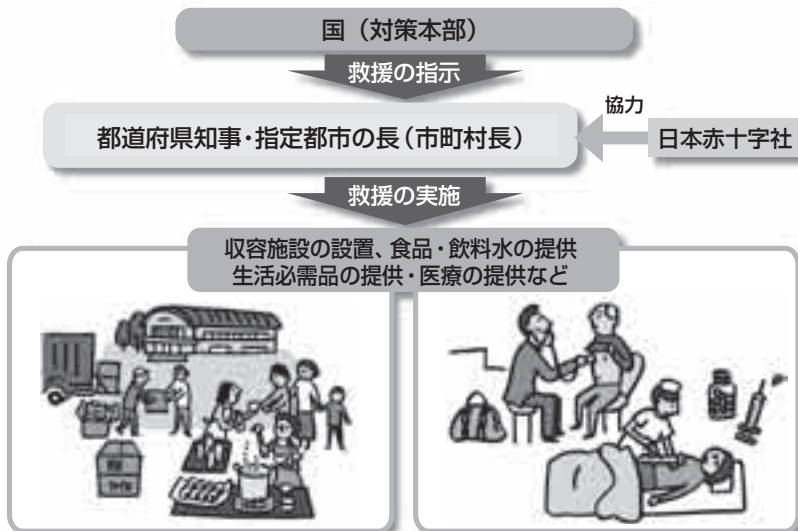 国（対策本部）
救援の指示
都道府県知事・指定都市の長（市町村長）
協力
日本赤十字社
救援の実施
収容施設の設置、食品・飲料水の提供
生活必需品の提供・医療の提供など